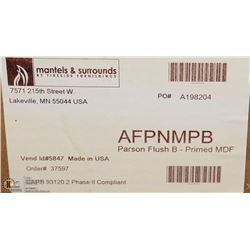 mantels & surrounds
BY FIRESIDE FURNISHINGS
7571 215th Street W.
Lakeville, MN 55044 USA
PO# A198204
AFPNMPB
Parson Flush B - Primed MDF
Vend Id#5847 Made in USA
Order# 37597
CARB 93120.2 Phase II Compliant